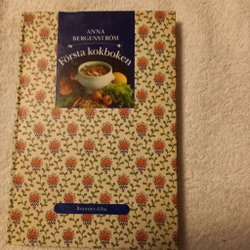 ANNA
BERGENSTRÖM
Första kokboken
Bonnier Alba